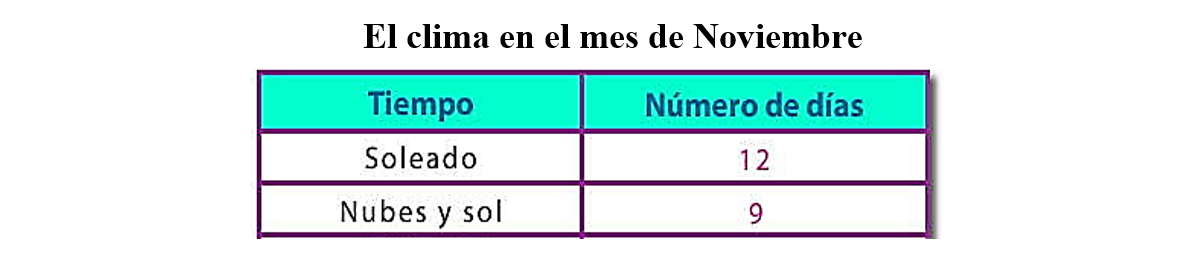 El clima en el mes de Noviembre
Tiempo Número de días
Soleado 12
Nubes y sol 9